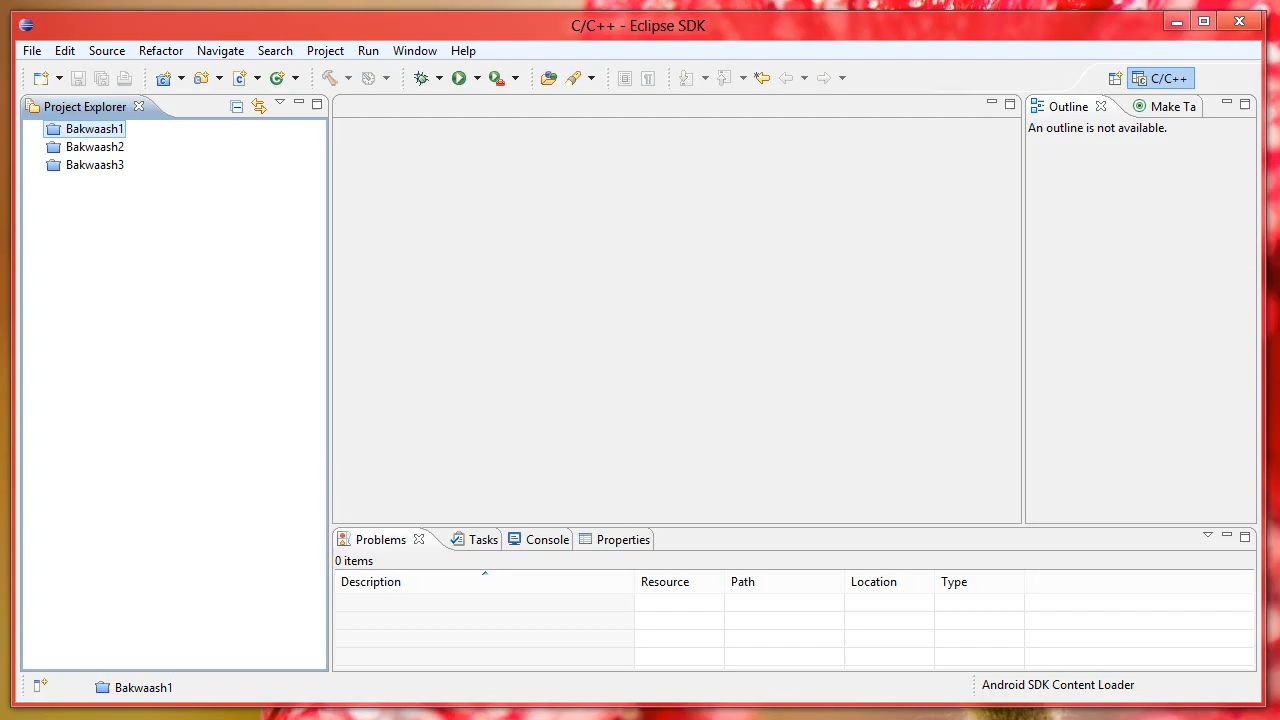 C/C++ - Eclipse SDK
File Edit Source Refactor Navigate Search Project Run Window Help
C/C++
Project Explorer
Outline Make Ta
Bakwaash1
Bakwaash2
Bakwaash3
An outline is not available.
Problems Tasks Console Properties
0 items
Description Resource Path Location Type
Bakwaash1
Android SDK Content Loader